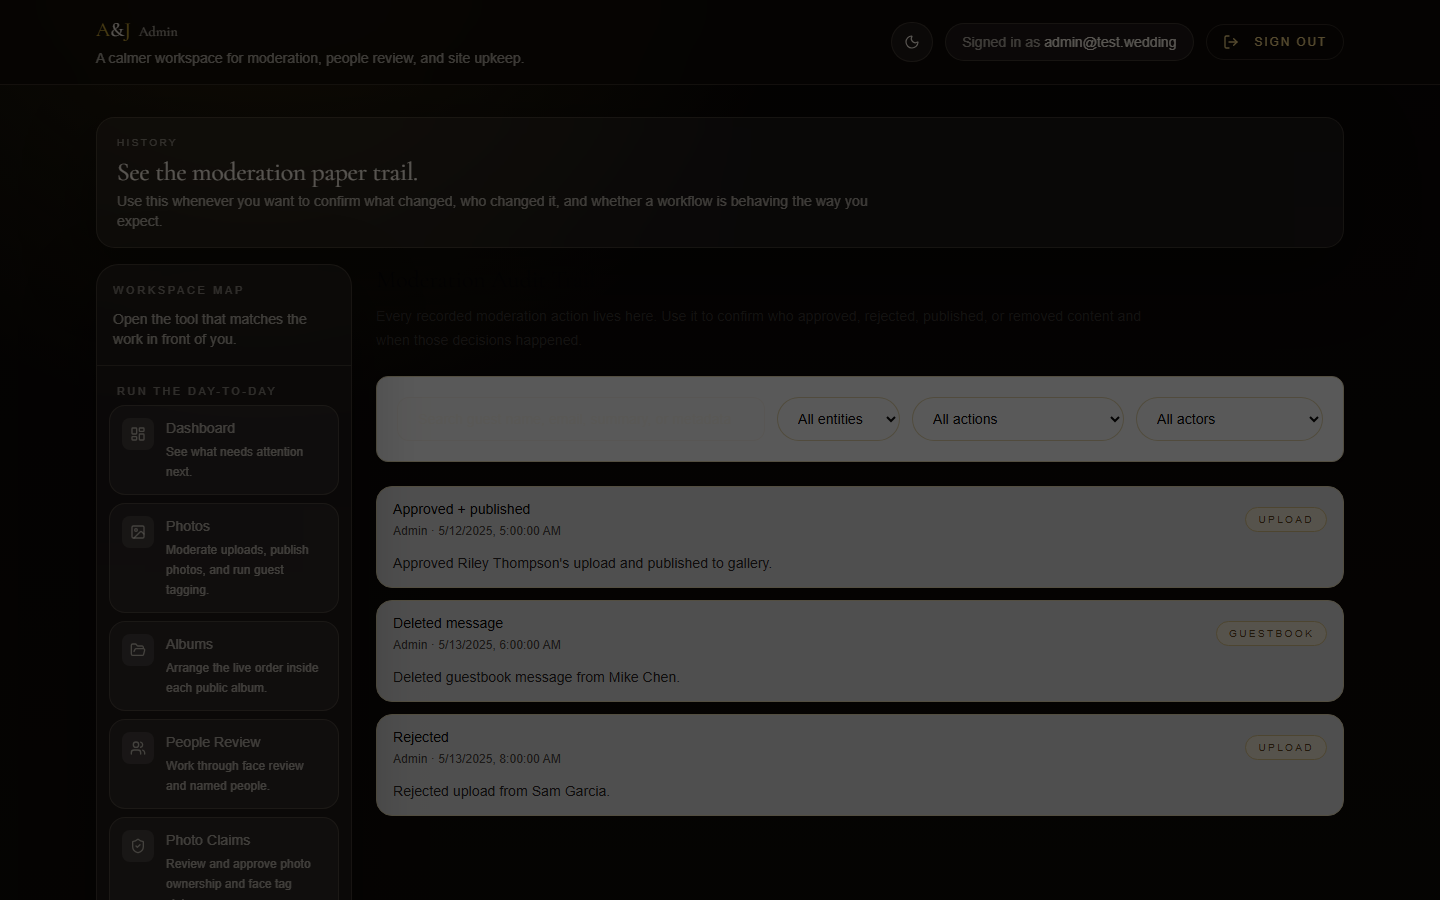 A&J Admin
A calmer workspace for moderation, people review, and site upkeep.
Signed in as admin@test.wedding
SIGN OUT
HISTORY
See the moderation paper trail.
Use this whenever you want to confirm what changed, who changed it, and whether a workflow is behaving the way you
expect.
WORKSPACE MAP
Open the tool that matches the
work in front of you.
RUN THE DAY-TO-DAY
Dashboard
See what needs attention
next.
Photos
Moderate uploads, publish
photos, and run guest
tagging.
Albums
Arrange the live order inside
each public album.
People Review
Work through face review
and named people.
Photo Claims
Review and approve photo
ownership and face tag
Every recorded moderation action lives here. Use it to confirm who approved, rejected, published, or removed content and
when those decisions happened.
All entities
All actions
All actors
Approved + published
Admin · 5/12/2025, 5:00:00 AM
UPLOAD
Approved Riley Thompson's upload and published to gallery.
Deleted message
Admin · 5/13/2025, 6:00:00 AM
GUESTBOOK
Deleted guestbook message from Mike Chen.
Rejected
Admin · 5/13/2025, 8:00:00 AM
UPLOAD
Rejected upload from Sam Garcia.